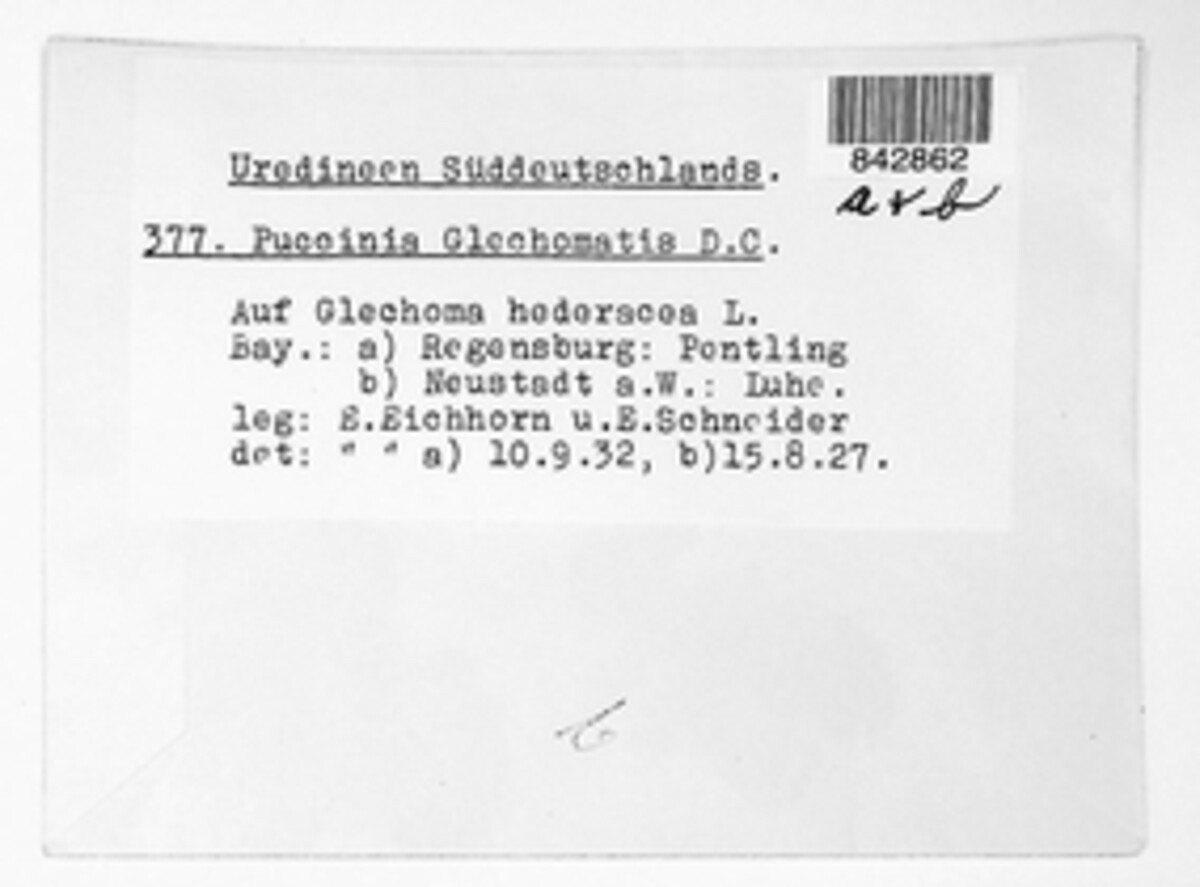 842862
a + b
Uredineen Süddeutschlands.
377. Puccinia Glechomatis D.C.
Auf Glechoma hederacea L.
Bay.: a) Regensburg: Pentling
b) Neustadt a.W.: Luhe.
leg: E.Eichhorn u.E.Schneider
det: " " a) 10.9.32, b)15.8.27.